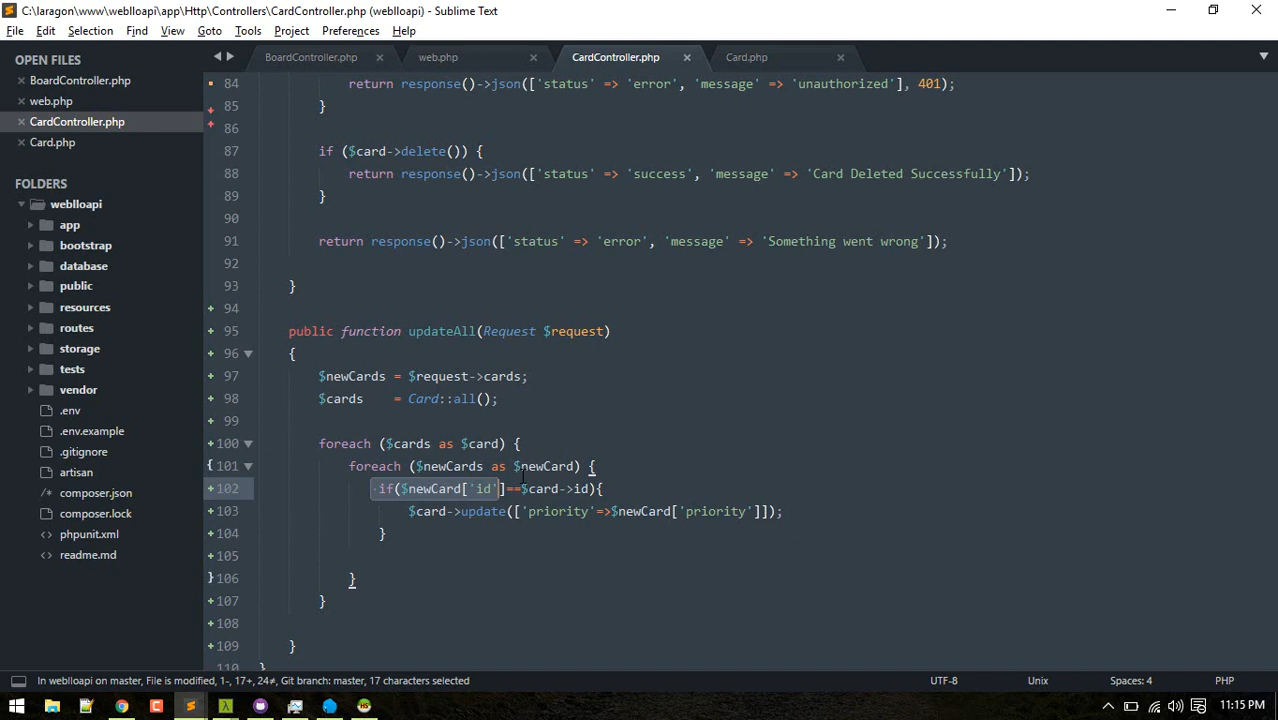 C:\laragon\www\weblloapi\app\Http\Controllers\CardController.php (weblloapi) - Sublime Text
File Edit Selection Find View Goto Tools Project Preferences Help
OPEN FILES
BoardController.php
web.php
CardController.php
Card.php
FOLDERS
weblloapi
app
bootstrap
database
public
resources
routes
storage
tests
vendor
.env
.env.example
.gitignore
artisan
composer.json
composer.lock
phpunit.xml
readme.md
BoardController.php web.php CardController.php Card.php
84 return response()->json(['status' => 'error', 'message' => 'unauthorized'], 401);
85 }
86
87 if ($card->delete()) {
88 return response()->json(['status' => 'success', 'message' => 'Card Deleted Successfully']);
89 }
90
91 return response()->json(['status' => 'error', 'message' => 'Something went wrong']);
92
93 }
94
95 public function updateAll(Request $request)
96 {
97 $newCards = $request->cards;
98 $cards = Card::all();
99
100 foreach ($cards as $card) {
101 foreach ($newCards as $newCard) {
102 if($newCard['id']==$card->id){
103 $card->update(['priority'=>$newCard['priority']]);
104 }
105
106 }
107 }
108
109 }
110 }
In weblloapi on master, File is modified, 1-, 17+, 24≠, Git branch: master, 17 characters selected UTF-8 Unix Spaces: 4 PHP
11:15 PM